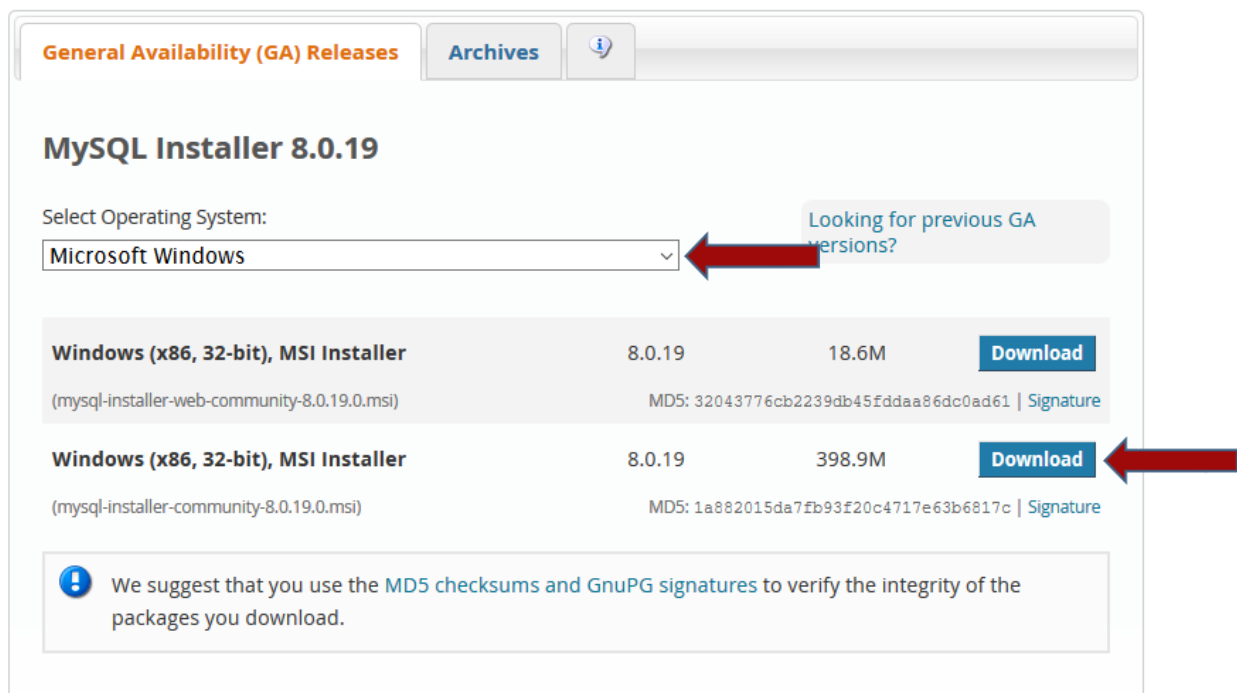 General Availability (GA) Releases
Archives
MySQL Installer 8.0.19
Select Operating System:
Looking for previous GA
versions?
Microsoft Windows
Windows (x86, 32-bit), MSI Installer 8.0.19 18.6M Download
(mysql-installer-web-community-8.0.19.0.msi) MD5: 32043776cb2239db45fddaa86dc0ad61 | Signature
Windows (x86, 32-bit), MSI Installer 8.0.19 398.9M Download
(mysql-installer-community-8.0.19.0.msi) MD5: 1a882015da7fb93f20c4717e63b6817c | Signature
We suggest that you use the MD5 checksums and GnuPG signatures to verify the integrity of the
packages you download.